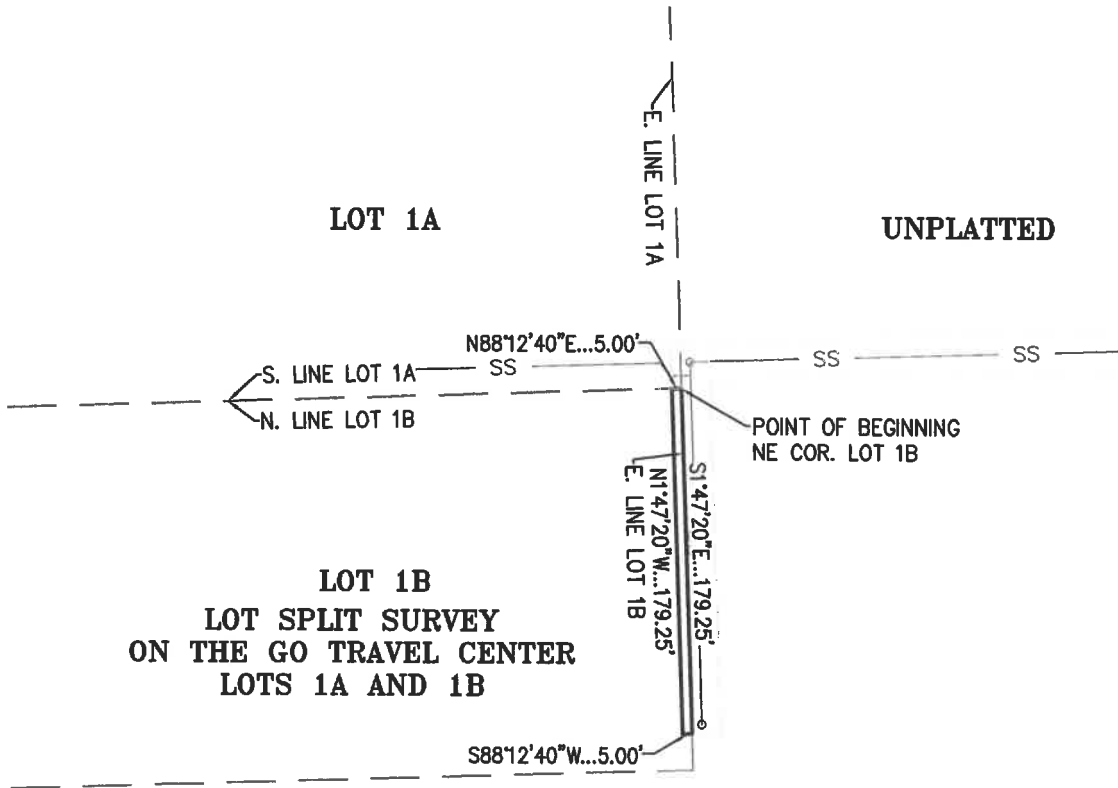 E. LINE LOT 1A
LOT 1A
UNPLATTED
N88°12'40"E...5.00'
S. LINE LOT 1A
SS
SS
SS
N. LINE LOT 1B
POINT OF BEGINNING
NE COR. LOT 1B
S1°47'20"E...179.25'
N1°47'20"W...179.25'
E. LINE LOT 1B
LOT 1B
LOT SPLIT SURVEY
ON THE GO TRAVEL CENTER
LOTS 1A AND 1B
S88°12'40"W...5.00'